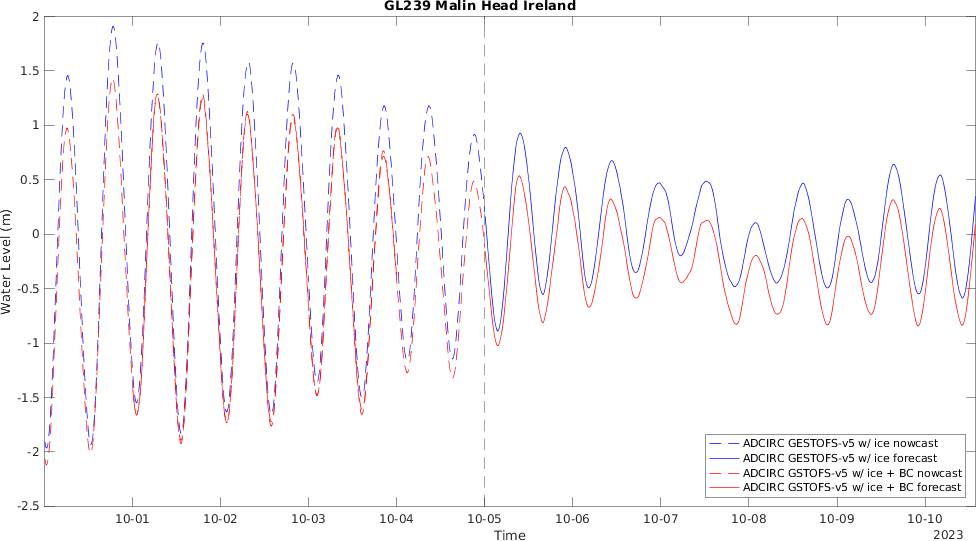 GL239 Malin Head Ireland
2
1.5
1
0.5
0
-0.5
-1
-1.5
-2
-2.5
Water Level (m)
ADCIRC GESTOFS-v5 w/ ice nowcast
ADCIRC GESTOFS-v5 w/ ice forecast
ADCIRC GSTOFS-v5 w/ ice + BC nowcast
ADCIRC GSTOFS-v5 w/ ice + BC forecast
10-01 10-02 10-03 10-04 10-05 10-06 10-07 10-08 10-09 10-10
Time
2023